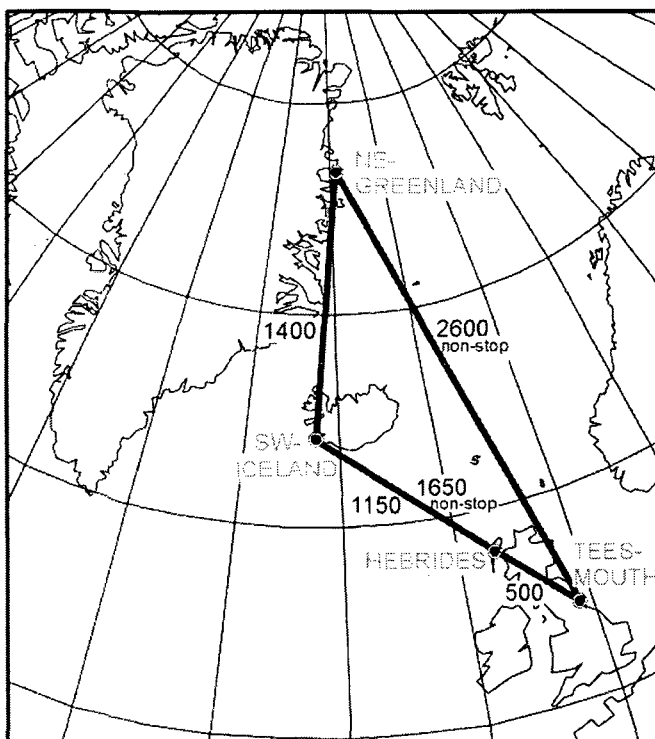 NE-
GREENLAND
1400
2600
non-stop
SW-
ICELAND
1650
non-stop
1150
HEBRIDES
TEES-
MOUTH
500